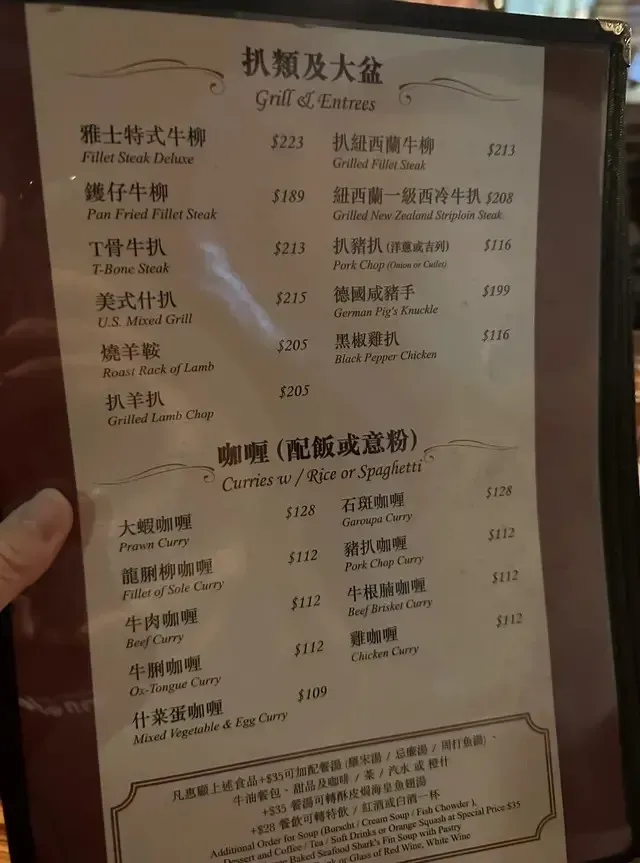 扒類及大盆
Grill & Entrees
雅士特式牛柳 $223
Fillet Steak Deluxe
鑊仔牛柳 $189
Pan Fried Fillet Steak
T骨牛扒 $213
T-Bone Steak
美式什扒 $215
U.S. Mixed Grill
燒羊鞍 $205
Roast Rack of Lamb
扒羊扒 $205
Grilled Lamb Chop
扒紐西蘭牛柳 $213
Grilled Fillet Steak
紐西蘭一級西冷牛扒 $208
Grilled New Zealand Striploin Steak
扒豬扒 (洋蔥或吉列) $116
Pork Chop (Onion or Cutlet)
德國咸豬手 $199
German Pig's Knuckle
黑椒雞扒 $116
Black Pepper Chicken
咖喱 (配飯或意粉)
Curries w / Rice or Spaghetti
大蝦咖喱 $128
Prawn Curry
龍脷柳咖喱 $112
Fillet of Sole Curry
牛肉咖喱 $112
Beef Curry
牛脷咖喱 $112
Ox-Tongue Curry
什菜蛋咖喱 $109
Mixed Vegetable & Egg Curry
石斑咖喱 $128
Garoupa Curry
豬扒咖喱 $112
Pork Chop Curry
牛根腩咖喱 $112
Beef Brisket Curry
雞咖喱 $112
Chicken Curry
凡惠顧上述食品+$35可加配餐湯 (羅宋湯 / 忌廉湯 / 周打魚湯)、
牛油餐包、甜品及咖啡 / 茶 / 汽水 或 橙汁
+$35 餐湯可轉酥皮焗海皇魚翅湯
+$28 餐飲可轉特飲 / 紅酒或白酒一杯
Additional Order for Soup (Borscht / Cream Soup / Fish Chowder ),
Dessert and Coffee / Tea / Soft Drinks or Orange Squash at Special Price $35
Baked Seafood Shark's Fin Soup with Pastry
or Glass of Red Wine, White Wine